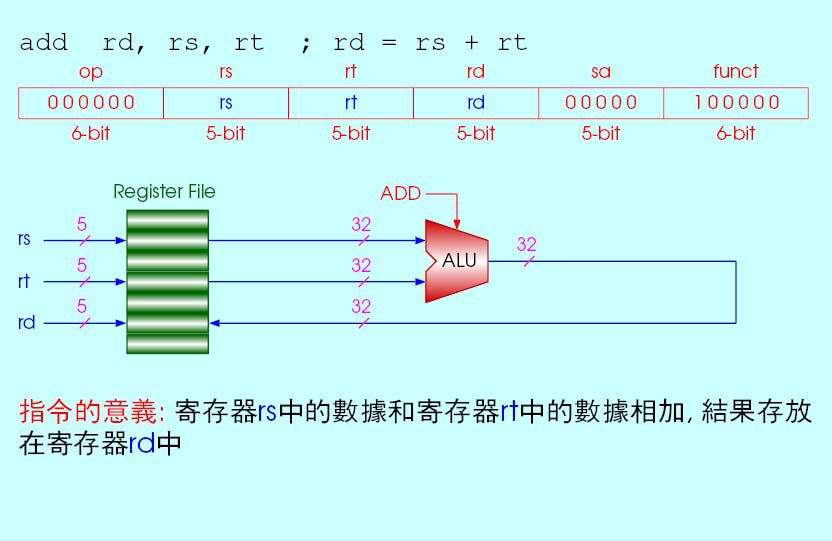 add rd, rs, rt ; rd = rs + rt
op rs rt rd sa funct
000000 rs rt rd 00000 100000
6-bit 5-bit 5-bit 5-bit 5-bit 6-bit
Register File
ADD
rs 5 32
ALU
32
rt 5 32
rd 5 32
指令的意義: 寄存器rs中的數據和寄存器rt中的數據相加, 結果存放
在寄存器rd中